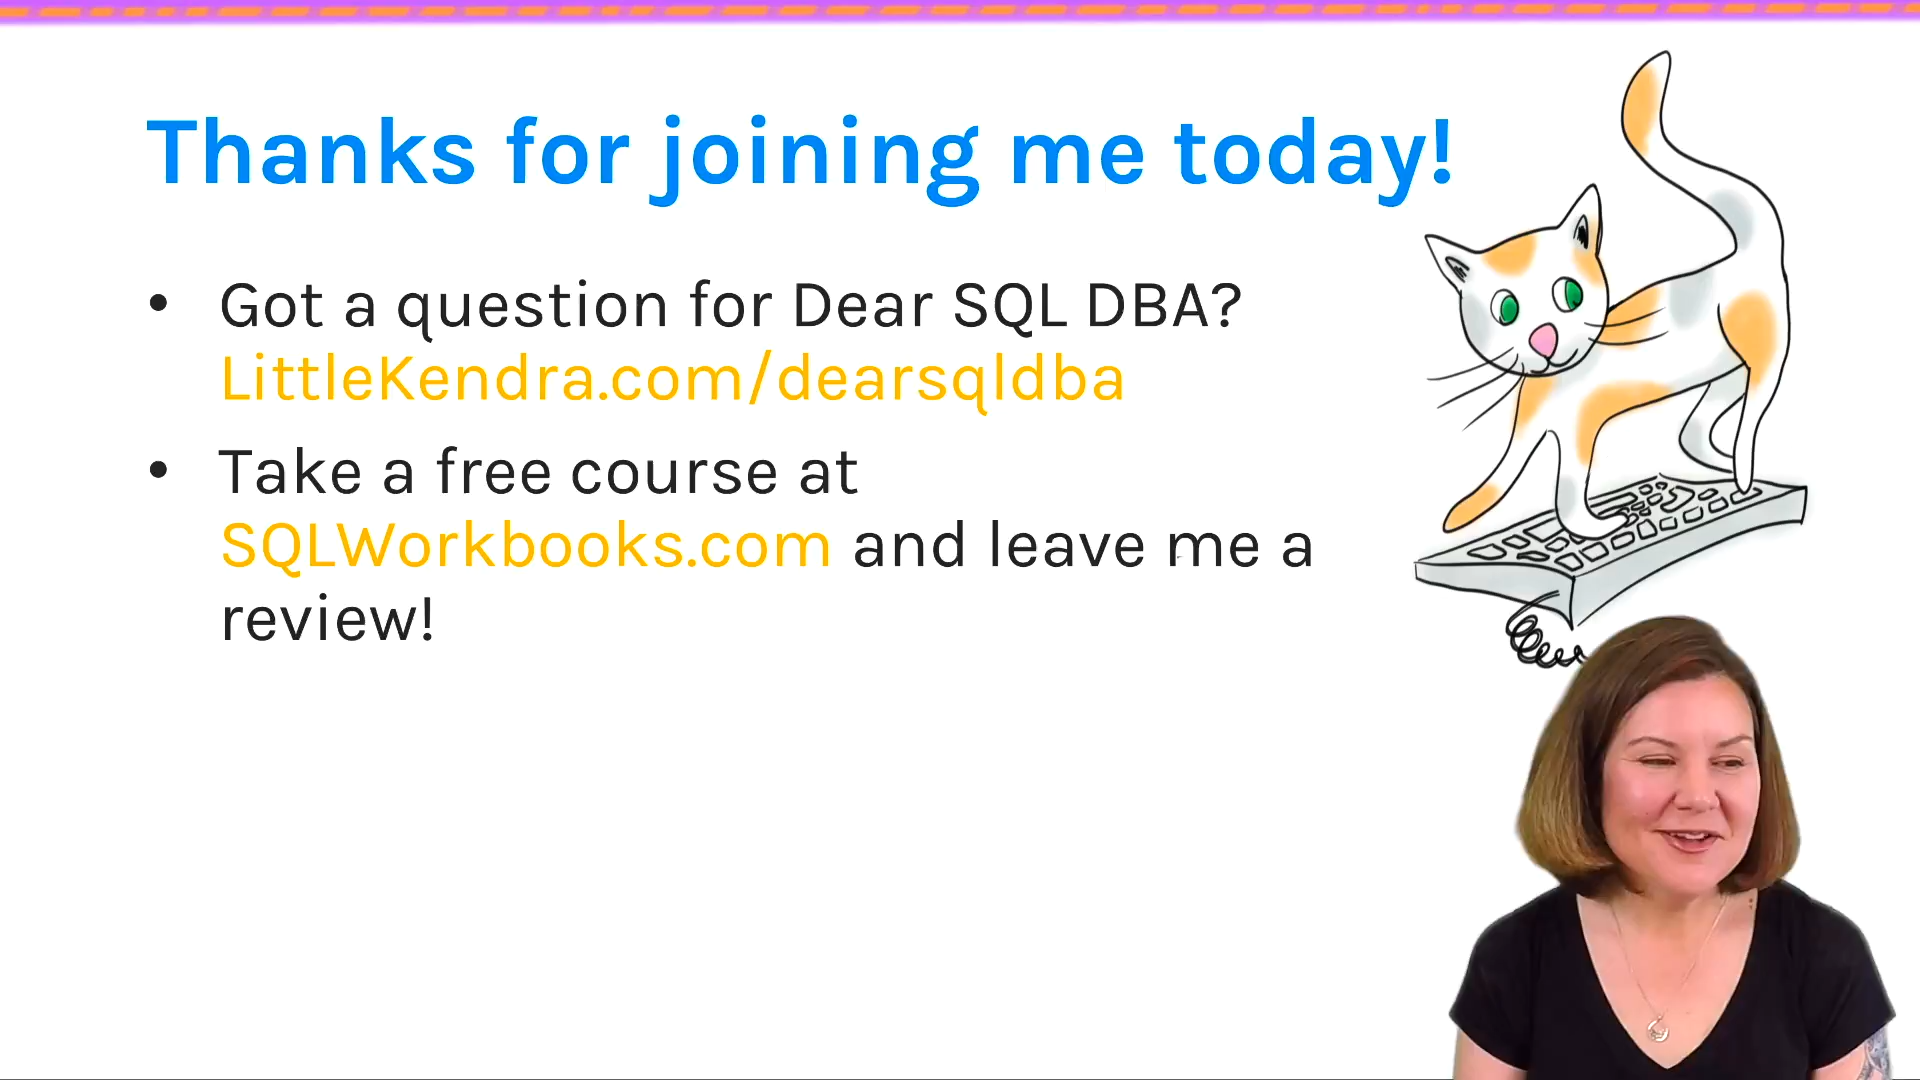 Thanks for joining me today!
• Got a question for Dear SQL DBA?
LittleKendra.com/dearsqldba
• Take a free course at
SQLWorkbooks.com and leave me a
review!